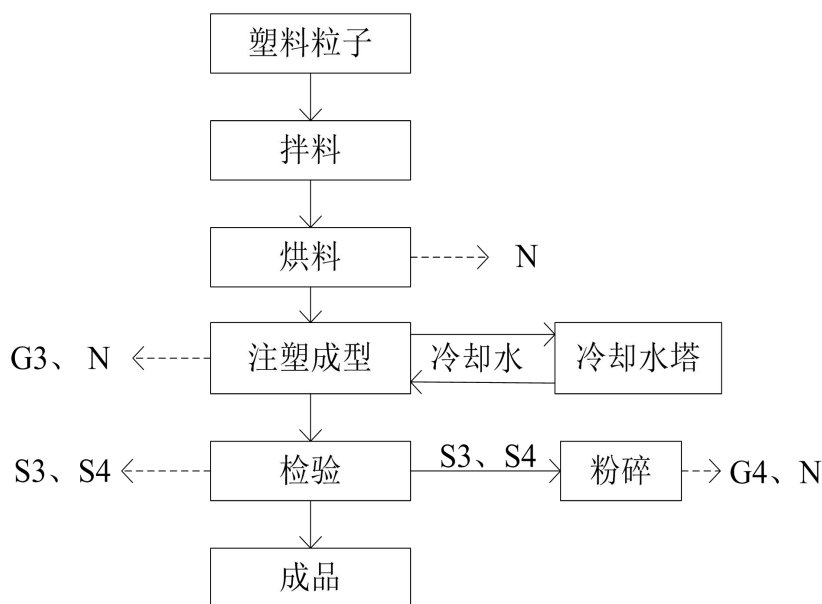 塑料粒子
拌料
烘料
N
G3、 N
注塑成型
冷却水
冷却水塔
S3、S4
检验
S3、S4
粉碎
G4、N
成品